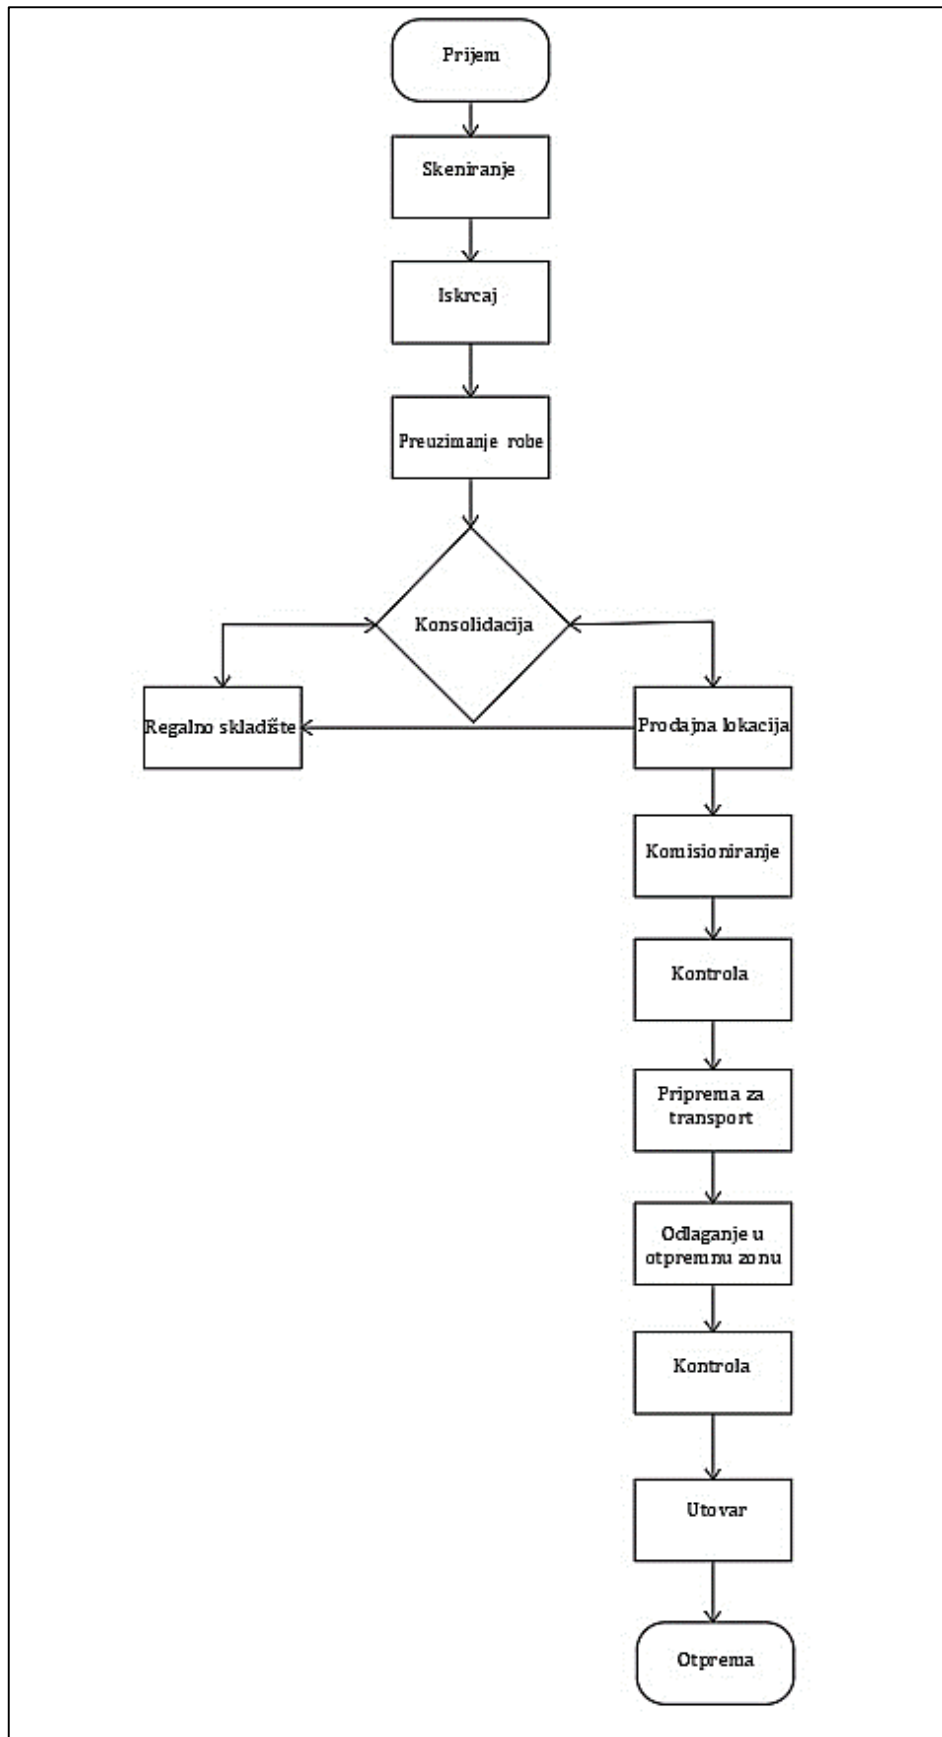 Prijem
Skeniranje
Iskrcaj
Preuzimanje robe
Konsolidacija
Regalno skladište
Prodajna lokacija
Komisioniranje
Kontrola
Priprema za
transport
Odlaganje u
otpremnu zonu
Kontrola
Utovar
Otprema